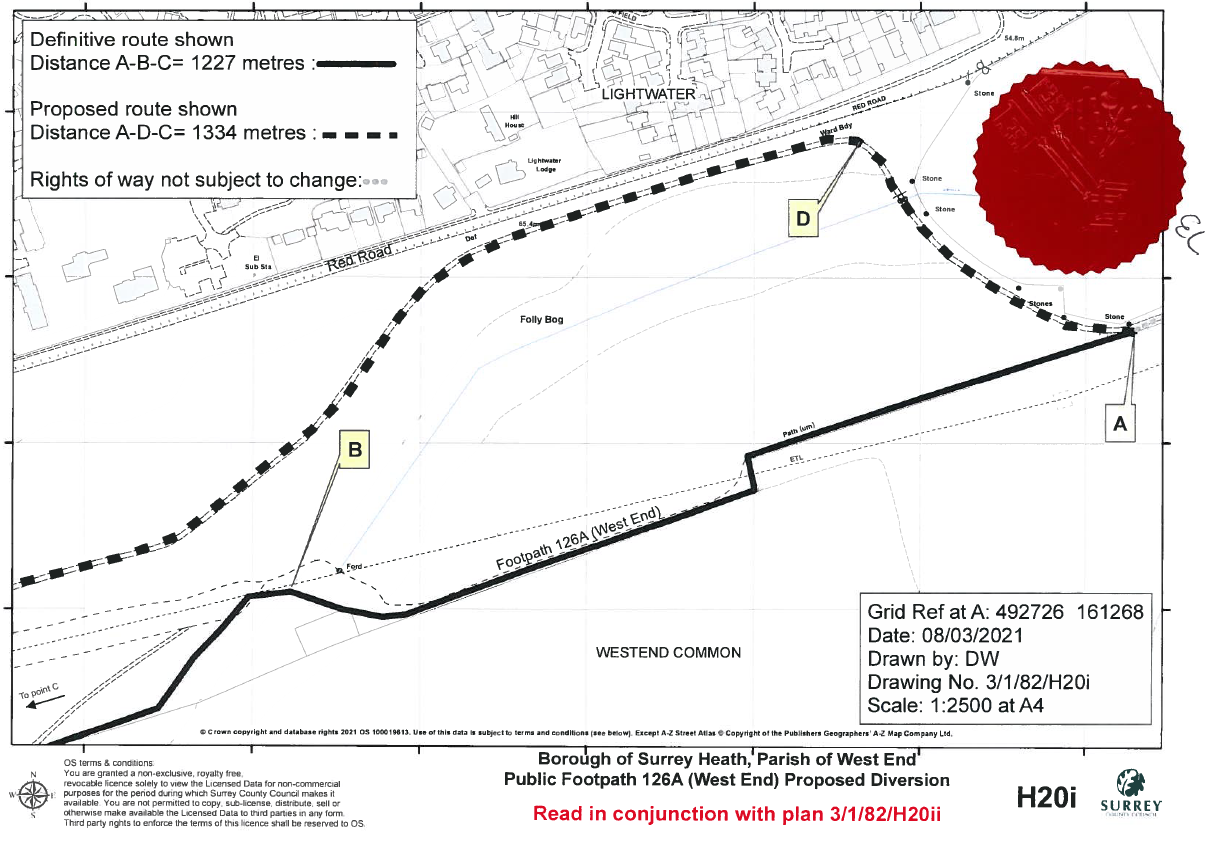 Definitive route shown
Distance A-B-C= 1227 metres :
Proposed route shown
Distance A-D-C= 1334 metres :
Rights of way not subject to change:
FIELD
54.8m
LIGHTWATER
Stone
RED ROAD
Hill
House
Ward Bdy
Lightwater
Lodge
Stone
D
Stone
65.4m
Def
El
Sub Sta
Red Road
Folly Bog
Stones
Stone
A
Path (um)
B
ETL
Footpath 126A (West End)
Ford
Grid Ref at A: 492726 161268
Date: 08/03/2021
Drawn by: DW
Drawing No. 3/1/82/H20i
Scale: 1:2500 at A4
WESTEND COMMON
To point C
© Crown copyright and database rights 2021 OS 100019613. Use of this data is subject to terms and conditions (see below). Except A-Z Street Atlas © Copyright of the Publishers Geographers' A-Z Map Company Ltd.
OS terms & conditions:
You are granted a non-exclusive, royalty free,
revocable licence solely to view the Licensed Data for non-commercial
purposes for the period during which Surrey County Council makes it
available. You are not permitted to copy, sub-license, distribute, sell or
otherwise make available the Licensed Data to third parties in any form.
Third party rights to enforce the terms of this licence shall be reserved to OS.
N
W
E
S
Borough of Surrey Heath, Parish of West End
Public Footpath 126A (West End) Proposed Diversion
Read in conjunction with plan 3/1/82/H20ii
H20i
SURREY
COUNTY COUNCIL